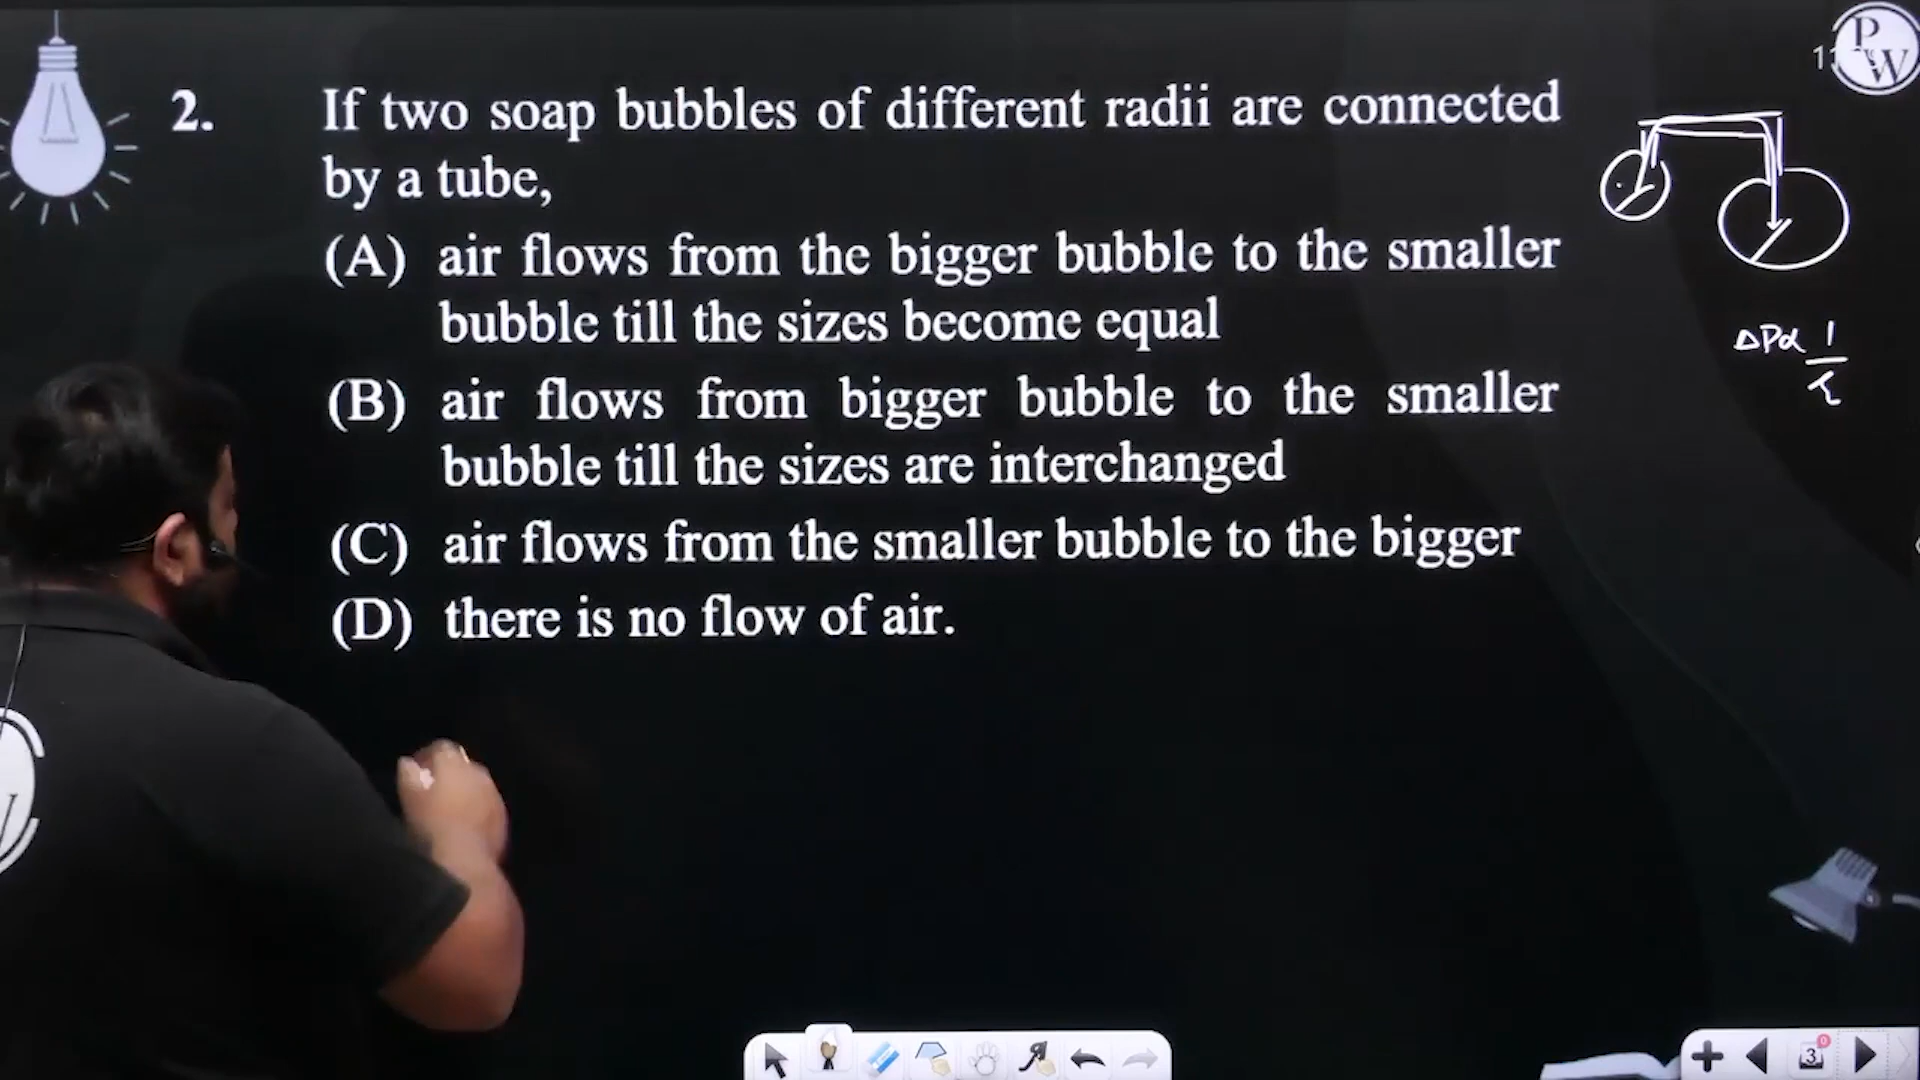 2. If two soap bubbles of different radii are connected
by a tube,
(A) air flows from the bigger bubble to the smaller
bubble till the sizes become equal
(B) air flows from bigger bubble to the smaller
bubble till the sizes are interchanged
(C) air flows from the smaller bubble to the bigger
(D) there is no flow of air.
ΔP∝ 1
r
PW
3
0